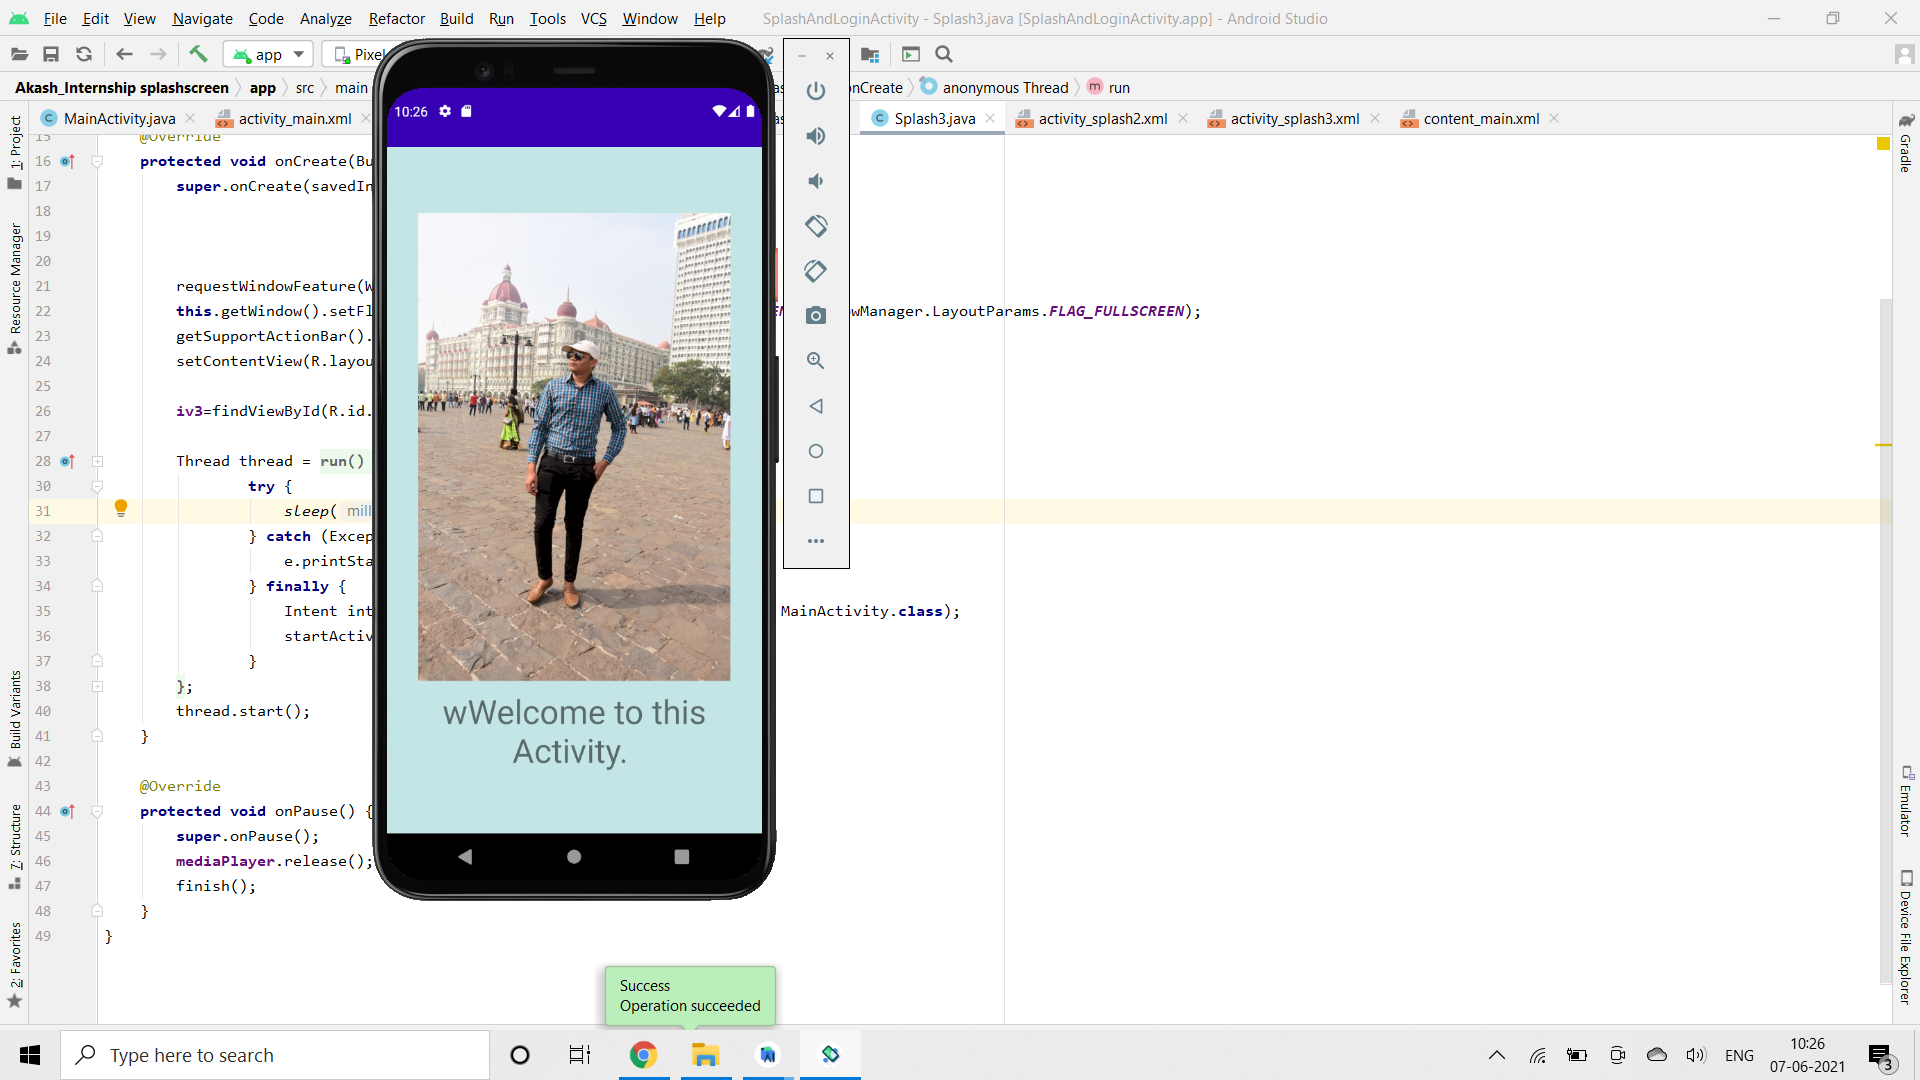 File Edit View Navigate Code Analyze Refactor Build Run Tools VCS Window Help SplashAndLoginActivity - Splash3.java [SplashAndLoginActivity.app] - Android Studio
app Pixel
Akash_Internship splashscreen app src main onCreate anonymous Thread m run
MainActivity.java activity_main.xml Splash3.java activity_splash2.xml activity_splash3.xml content_main.xml
15 @Override
16 protected void onCreate(Bu
17 super.onCreate(savedIn
18
19
20
21 requestWindowFeature(W
22 this.getWindow().setFl wManager.LayoutParams.FLAG_FULLSCREEN);
23 getSupportActionBar().
24 setContentView(R.layou
25
26 iv3=findViewById(R.id.
27
28 Thread thread = run()
30 try {
31 sleep( mill
32 } catch (Excep
33 e.printSta
34 } finally {
35 Intent int MainActivity.class);
36 startActiv
37 }
38 };
40 thread.start();
41 }
42
43 @Override
44 protected void onPause() {
45 super.onPause();
46 mediaPlayer.release();
47 finish();
48 }
49 }
1: Project
Resource Manager
Build Variants
7: Structure
2: Favorites
10:26
wWelcome to this
Activity.
Gradle
Emulator
Device File Explorer
Success
Operation succeeded
Type here to search
ENG
10:26
07-06-2021
3